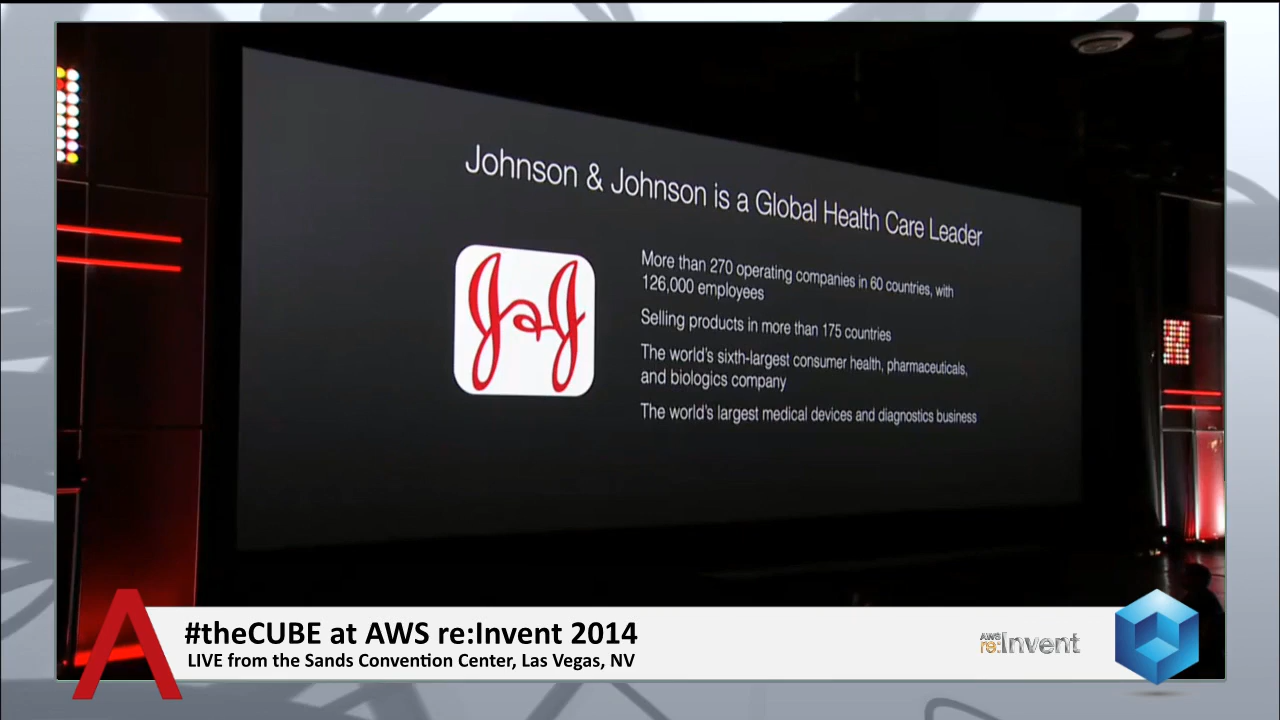 Johnson & Johnson is a Global Health Care Leader
J&J
More than 270 operating companies in 60 countries, with
126,000 employees
Selling products in more than 175 countries
The world's sixth-largest consumer health, pharmaceuticals,
and biologics company
The world's largest medical devices and diagnostics business
#theCUBE at AWS re:Invent 2014
LIVE from the Sands Convention Center, Las Vegas, NV
AWS
re:Invent